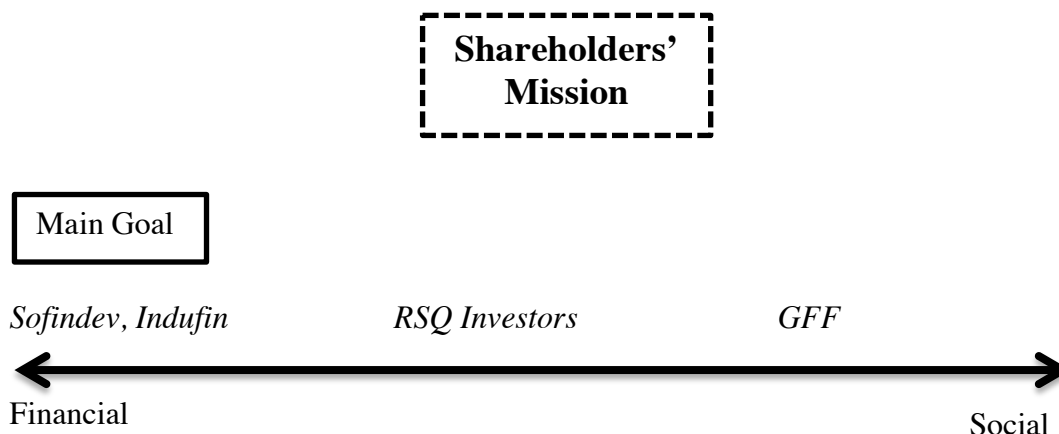 Shareholders’
Mission
Main Goal
Sofindev, Indufin RSQ Investors GFF
Financial
Social